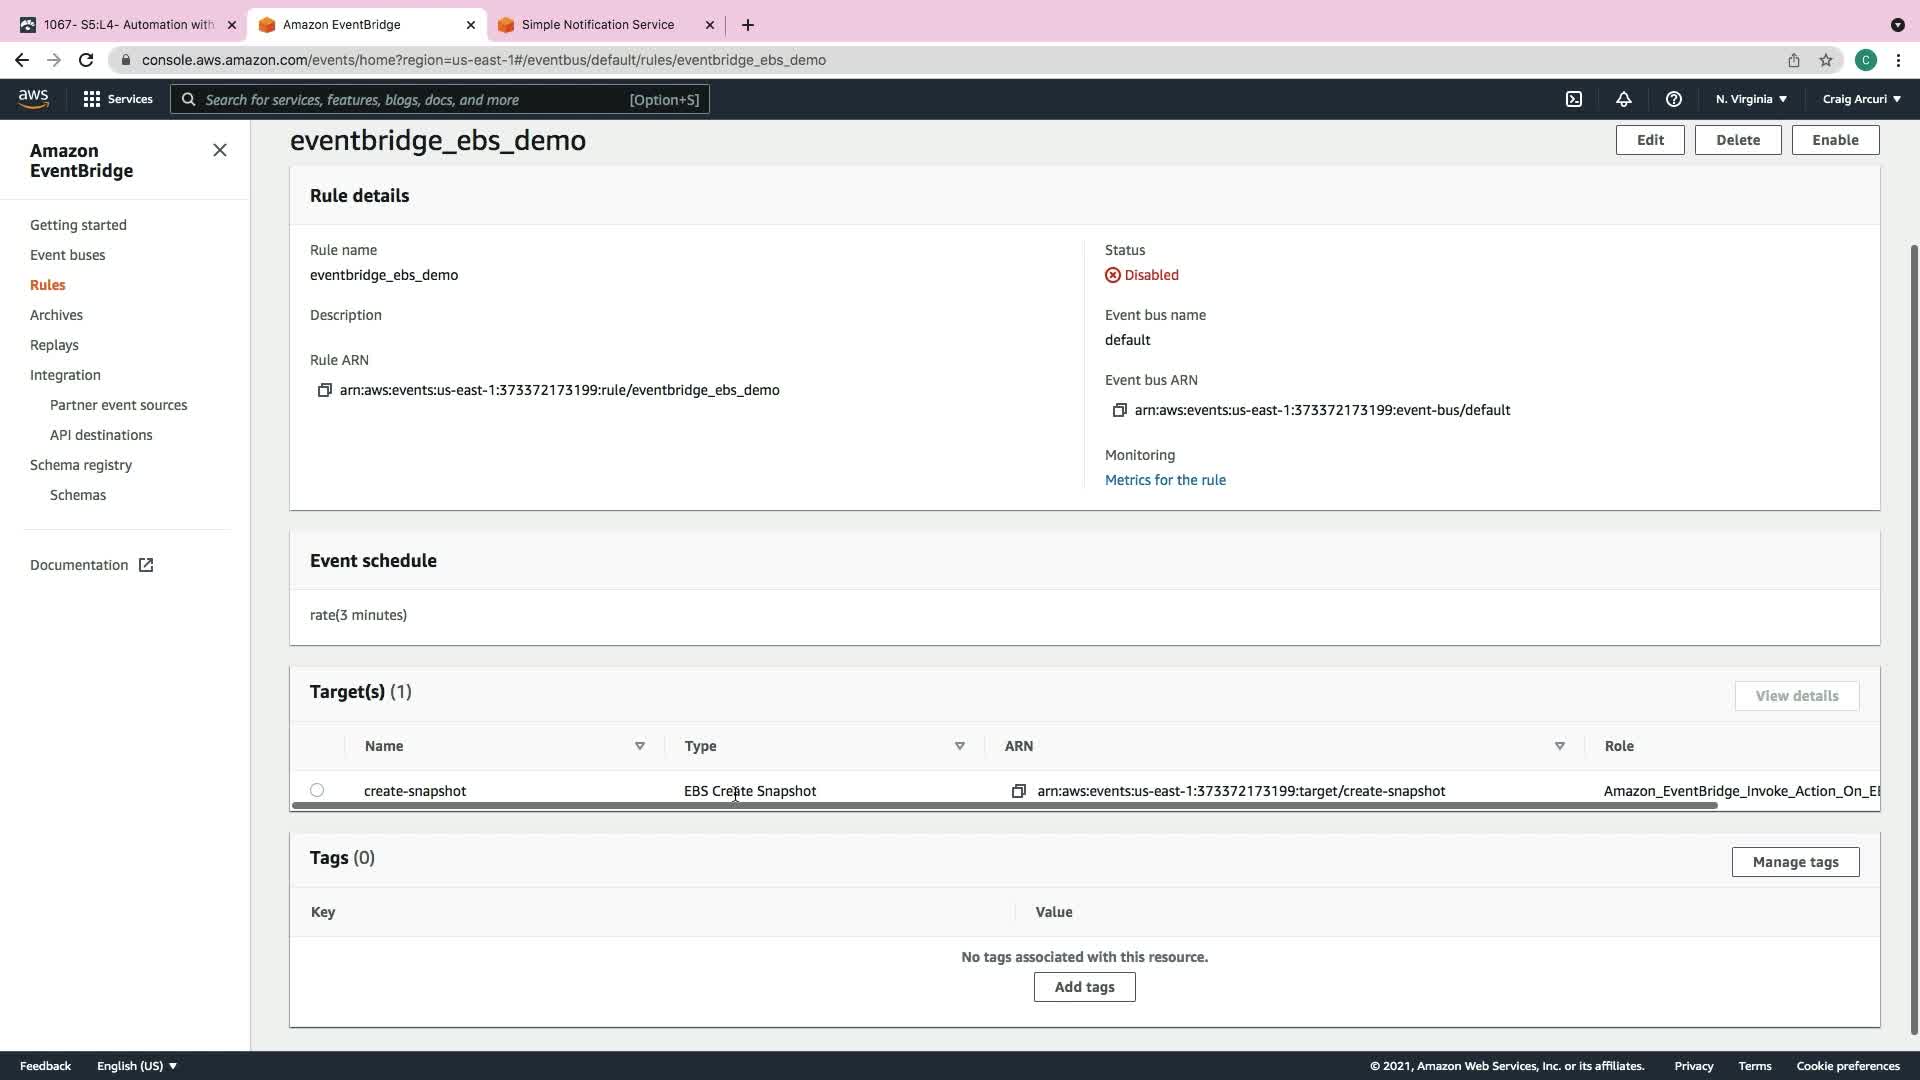 1067- S5:L4- Automation with
Amazon EventBridge
Simple Notification Service
console.aws.amazon.com/events/home?region=us-east-1#/eventbus/default/rules/eventbridge_ebs_demo
C
aws
Services
Search for services, features, blogs, docs, and more
[Option+S]
N. Virginia
Craig Arcuri
Amazon
EventBridge
Getting started
Event buses
Rules
Archives
Replays
Integration
Partner event sources
API destinations
Schema registry
Schemas
Documentation
eventbridge_ebs_demo
Edit
Delete
Enable
Rule details
Rule name
eventbridge_ebs_demo
Description
Rule ARN
arn:aws:events:us-east-1:373372173199:rule/eventbridge_ebs_demo
Status
Disabled
Event bus name
default
Event bus ARN
arn:aws:events:us-east-1:373372173199:event-bus/default
Monitoring
Metrics for the rule
Event schedule
rate(3 minutes)
Target(s) (1)
View details
Name
Type
ARN
Role
create-snapshot
EBS Create Snapshot
arn:aws:events:us-east-1:373372173199:target/create-snapshot
Amazon_EventBridge_Invoke_Action_On_E
Tags (0)
Manage tags
Key
Value
No tags associated with this resource.
Add tags
Feedback
English (US)
© 2021, Amazon Web Services, Inc. or its affiliates.
Privacy
Terms
Cookie preferences